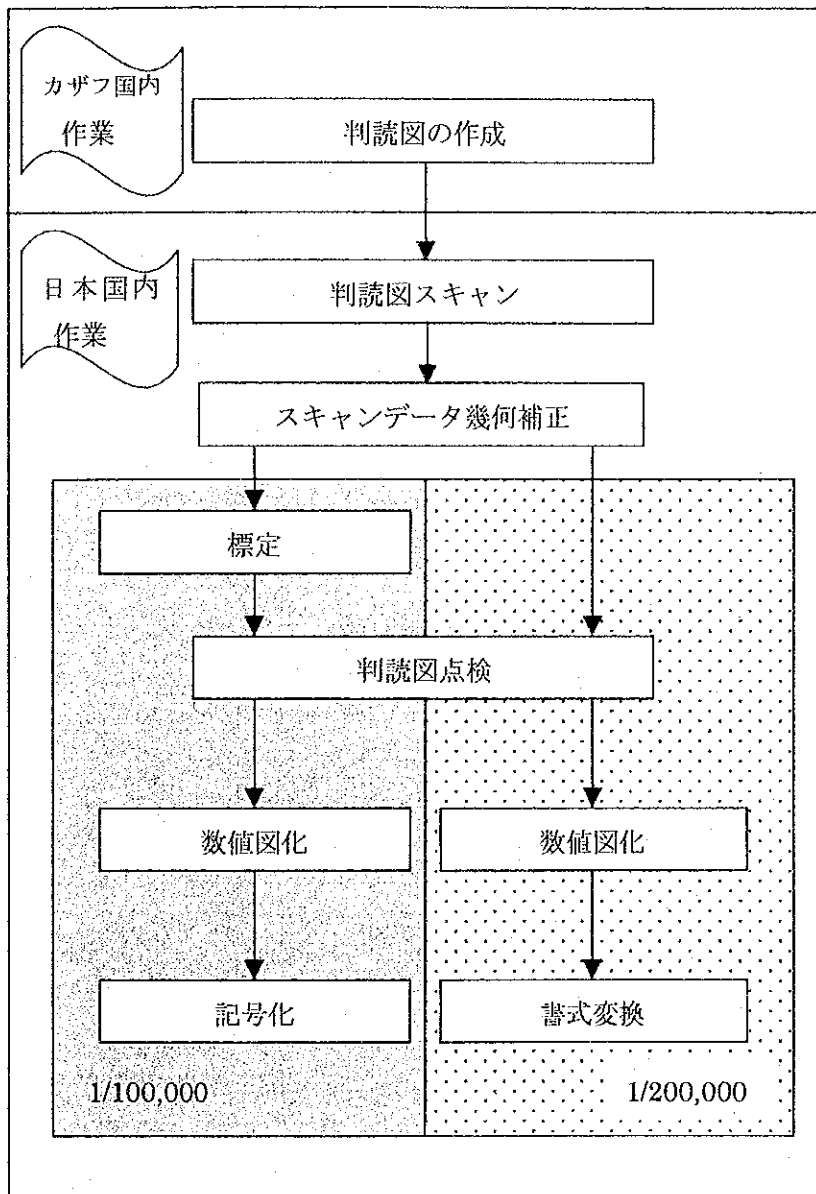 カザフ国内
作業
判読図の作成
日本国内
作業
判読図スキャン
スキャンデータ幾何補正
標定
判読図点検
数値図化
数値図化
記号化
書式変換
1/100,000
1/200,000